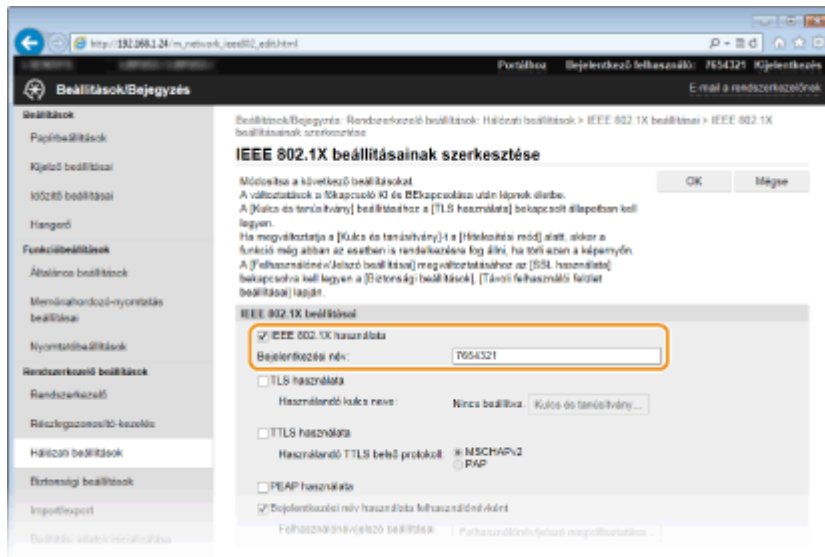 http://192.168.1.24/m_network_ieee802_edit.html
Portálhoz Bejelentkező felhasználó: 7654321 Kijelentkezés
Beállítások/Bejegyzés
E-mail a rendszerkezelőnek
Beállítások
Papírbeállítások
Kijelző beállításai
Időzítő beállításai
Hangerő
Funkcióbeállítások
Általános beállítások
Memóriahordozó-nyomtatás
beállításai
Nyomtatóbeállítások
Rendszerkezelő beállítások
Rendszerkezelő
Részlegazonosító-kezelés
Hálózati beállítások
Biztonsági beállítások
Import/export
Beállítási adatok inicializálása
Beállítások/Bejegyzés: Rendszerkezelő beállítások: Hálózati beállítások > IEEE 802.1X beállításai > IEEE 802.1X
beállításainak szerkesztése
IEEE 802.1X beállításainak szerkesztése
Módosítsa a következő beállításokat.
OK Mégse
A változtatások a főkapcsoló KI és BEkapcsolása után lépnek életbe.
A [Kulcs és tanúsítvány] beállításához a [TLS használata] bekapcsolt állapotban kell
legyen.
Ha megváltoztatja a [Kulcs és tanúsítvány]-t a [Hitelesítési mód] alatt, akkor a
funkció még abban az esetben is rendelkezésre fog állni, ha törli ezen a képernyőn.
A [Felhasználónév/Jelszó beállításai] megváltoztatásához az [SSL használata]
bekapcsolva kell legyen a [Biztonsági beállítások], [Távoli felhasználói felület
beállításai] lapján.
IEEE 802.1X beállításai
IEEE 802.1X használata
Bejelentkezési név: 7654321
TLS használata
Használandó kulcs neve: Nincs beállítva. Kulcs és tanúsítvány...
TTLS használata
Használandó TTLS belső protokoll: MSCHAPv2
PAP
PEAP használata
Bejelentkezési név használata felhasználónévként
Felhasználónév/jelszó beállításai Felhasználónév/jelszó megváltoztatása...